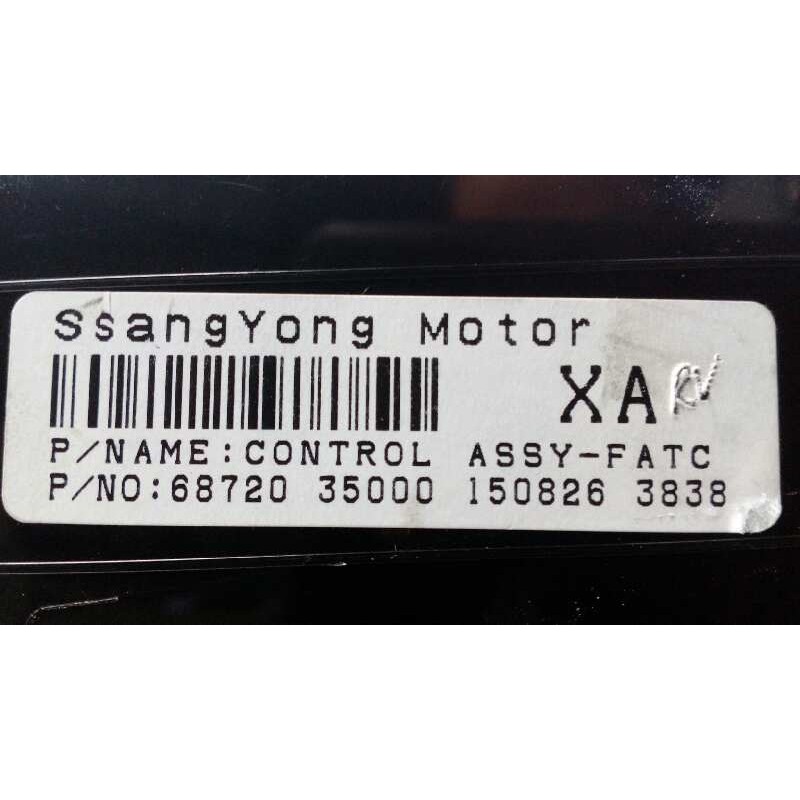 SsangYong Motor
XA
P/NAME:CONTROL ASSY-FATC
P/NO:68720 35000 150826 3838